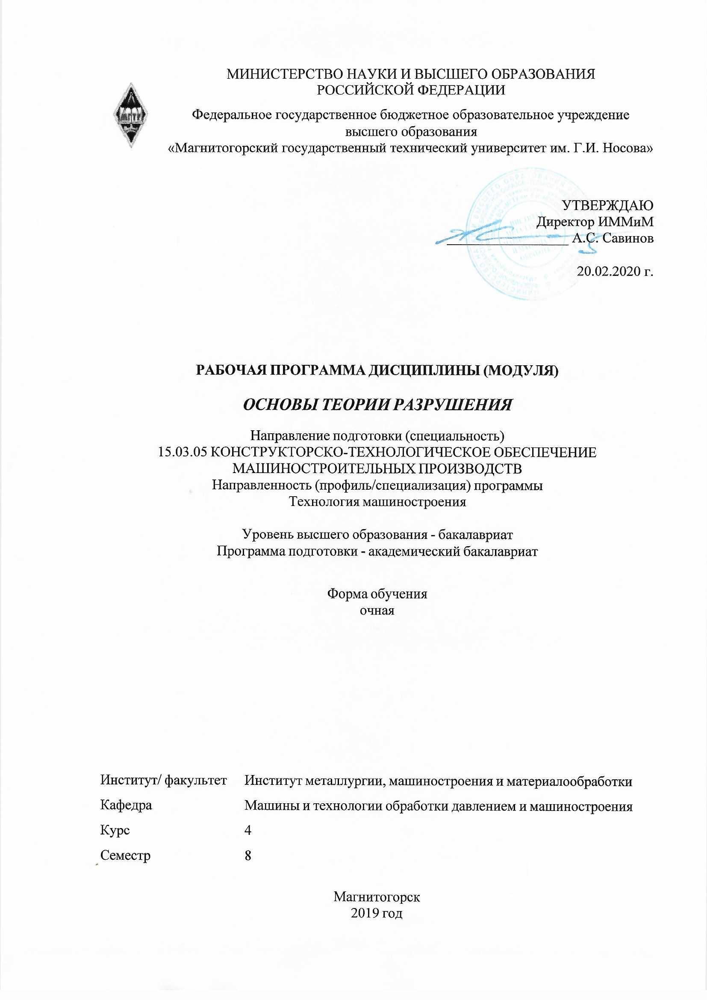 МИНИСТЕРСТВО НАУКИ И ВЫСШЕГО ОБРАЗОВАНИЯ
РОССИЙСКОЙ ФЕДЕРАЦИИ
Федеральное государственное бюджетное образовательное учреждение
высшего образования
«Магнитогорский государственный технический университет им. Г.И. Носова»
УТВЕРЖДАЮ
Директор ИММиМ
А.С. Савинов
20.02.2020 г.
РАБОЧАЯ ПРОГРАММА ДИСЦИПЛИНЫ (МОДУЛЯ)
ОСНОВЫ ТЕОРИИ РАЗРУШЕНИЯ
Направление подготовки (специальность)
15.03.05 КОНСТРУКТОРСКО-ТЕХНОЛОГИЧЕСКОЕ ОБЕСПЕЧЕНИЕ
МАШИНОСТРОИТЕЛЬНЫХ ПРОИЗВОДСТВ
Направленность (профиль/специализация) программы
Технология машиностроения
Уровень высшего образования - бакалавриат
Программа подготовки - академический бакалавриат
Форма обучения
очная
Институт/ факультет Институт металлургии, машиностроения и материалообработки
Кафедра Машины и технологии обработки давлением и машиностроения
Курс 4
Семестр 8
Магнитогорск
2019 год